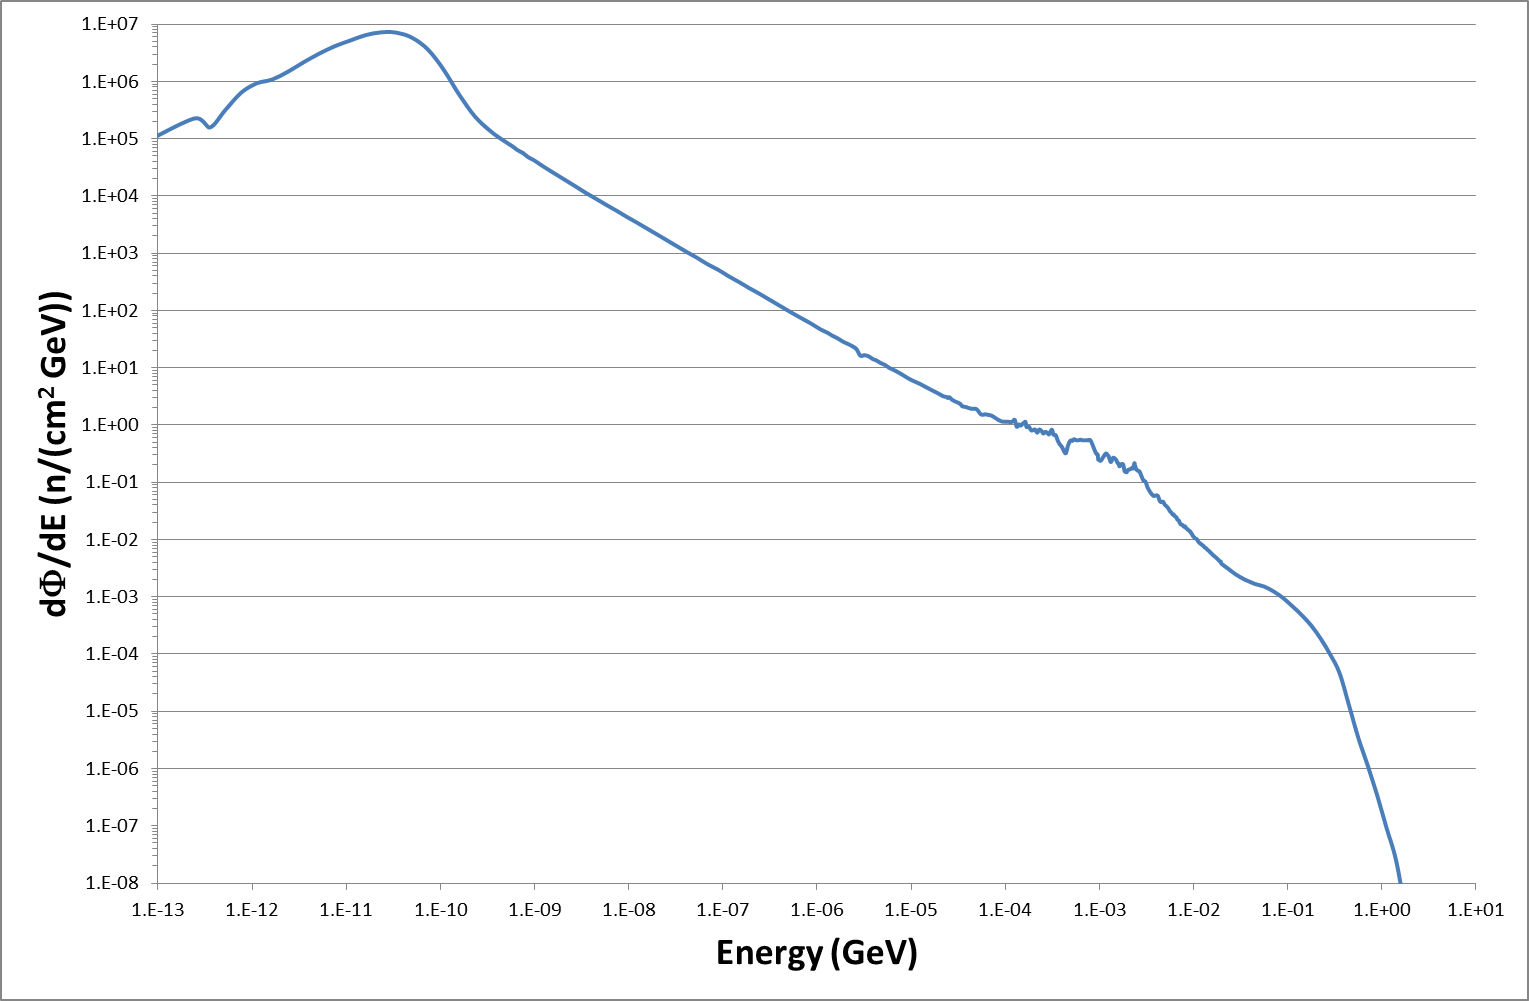 1.E+07
1.E+06
1.E+05
1.E+04
1.E+03
1.E+02
1.E+01
1.E+00
1.E-01
1.E-02
1.E-03
1.E-04
1.E-05
1.E-06
1.E-07
1.E-08
dΦ/dE (n/(cm² GeV))
1.E-13 1.E-12 1.E-11 1.E-10 1.E-09 1.E-08 1.E-07 1.E-06 1.E-05 1.E-04 1.E-03 1.E-02 1.E-01 1.E+00 1.E+01
Energy (GeV)